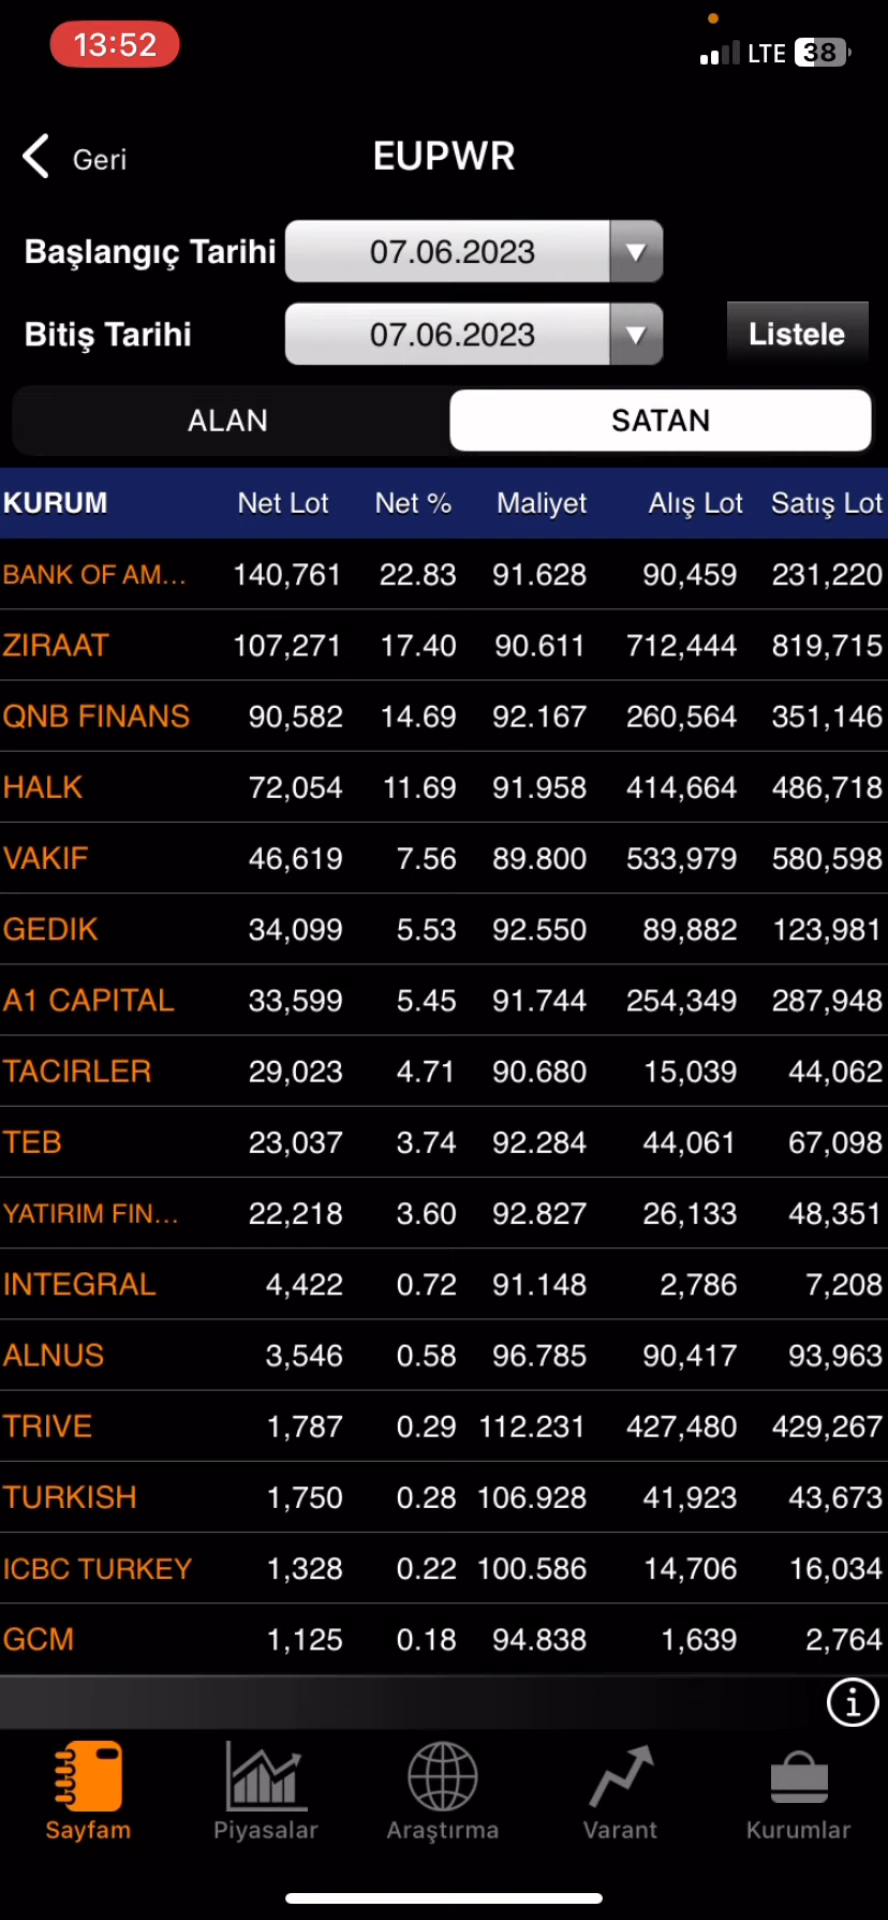 13:52
LTE 38
Geri EUPWR
Başlangıç Tarihi 07.06.2023
Bitiş Tarihi 07.06.2023 Listele
ALAN SATAN
KURUM Net Lot Net % Maliyet Alış Lot Satış Lot
BANK OF AM... 140,761 22.83 91.628 90,459 231,220
ZIRAAT 107,271 17.40 90.611 712,444 819,715
QNB FINANS 90,582 14.69 92.167 260,564 351,146
HALK 72,054 11.69 91.958 414,664 486,718
VAKIF 46,619 7.56 89.800 533,979 580,598
GEDIK 34,099 5.53 92.550 89,882 123,981
A1 CAPITAL 33,599 5.45 91.744 254,349 287,948
TACIRLER 29,023 4.71 90.680 15,039 44,062
TEB 23,037 3.74 92.284 44,061 67,098
YATIRIM FIN... 22,218 3.60 92.827 26,133 48,351
INTEGRAL 4,422 0.72 91.148 2,786 7,208
ALNUS 3,546 0.58 96.785 90,417 93,963
TRIVE 1,787 0.29 112.231 427,480 429,267
TURKISH 1,750 0.28 106.928 41,923 43,673
ICBC TURKEY 1,328 0.22 100.586 14,706 16,034
GCM 1,125 0.18 94.838 1,639 2,764
Sayfam Piyasalar Araştırma Varant Kurumlar